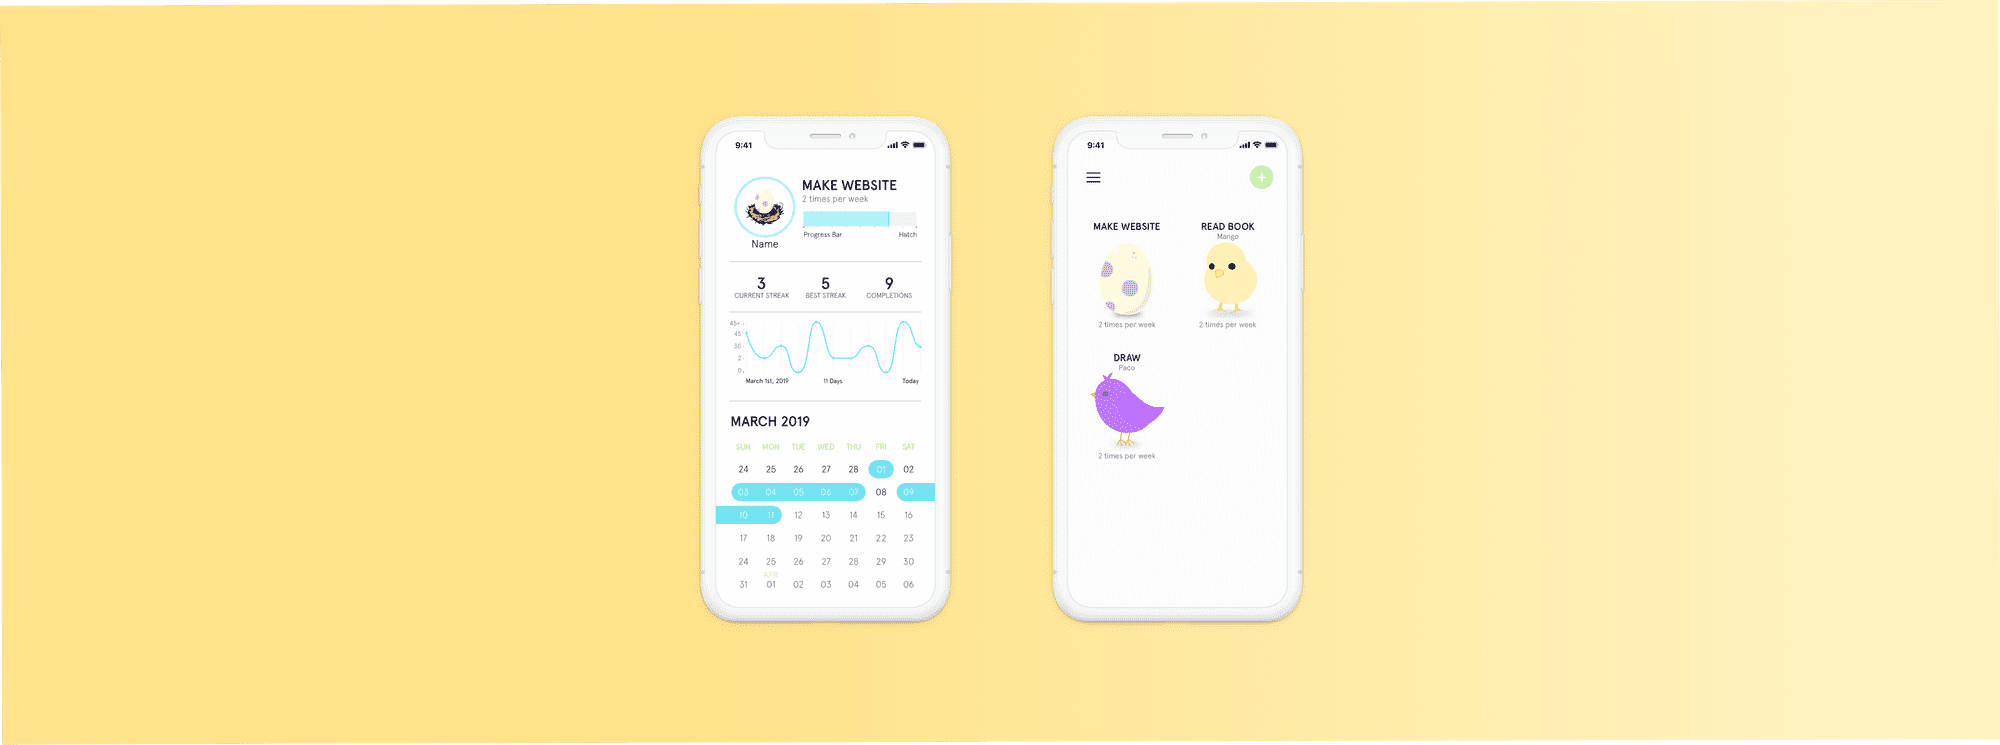 9:41
MAKE WEBSITE
2 times per week
Progress Bar Hatch
Name
3 5 9
CURRENT STREAK BEST STREAK COMPLETIONS
45+
45
30
2
0
March 1st, 2019 11 Days Today
MARCH 2019
SUN MON TUE WED THU FRI SAT
24 25 26 27 28 01 02
03 04 05 06 07 08 09
10 11 12 13 14 15 16
17 18 19 20 21 22 23
24 25 26 27 28 29 30
APR
31 01 02 03 04 05 06
9:41
MAKE WEBSITE READ BOOK
Mango
2 times per week 2 times per week
DRAW
Paco
2 times per week